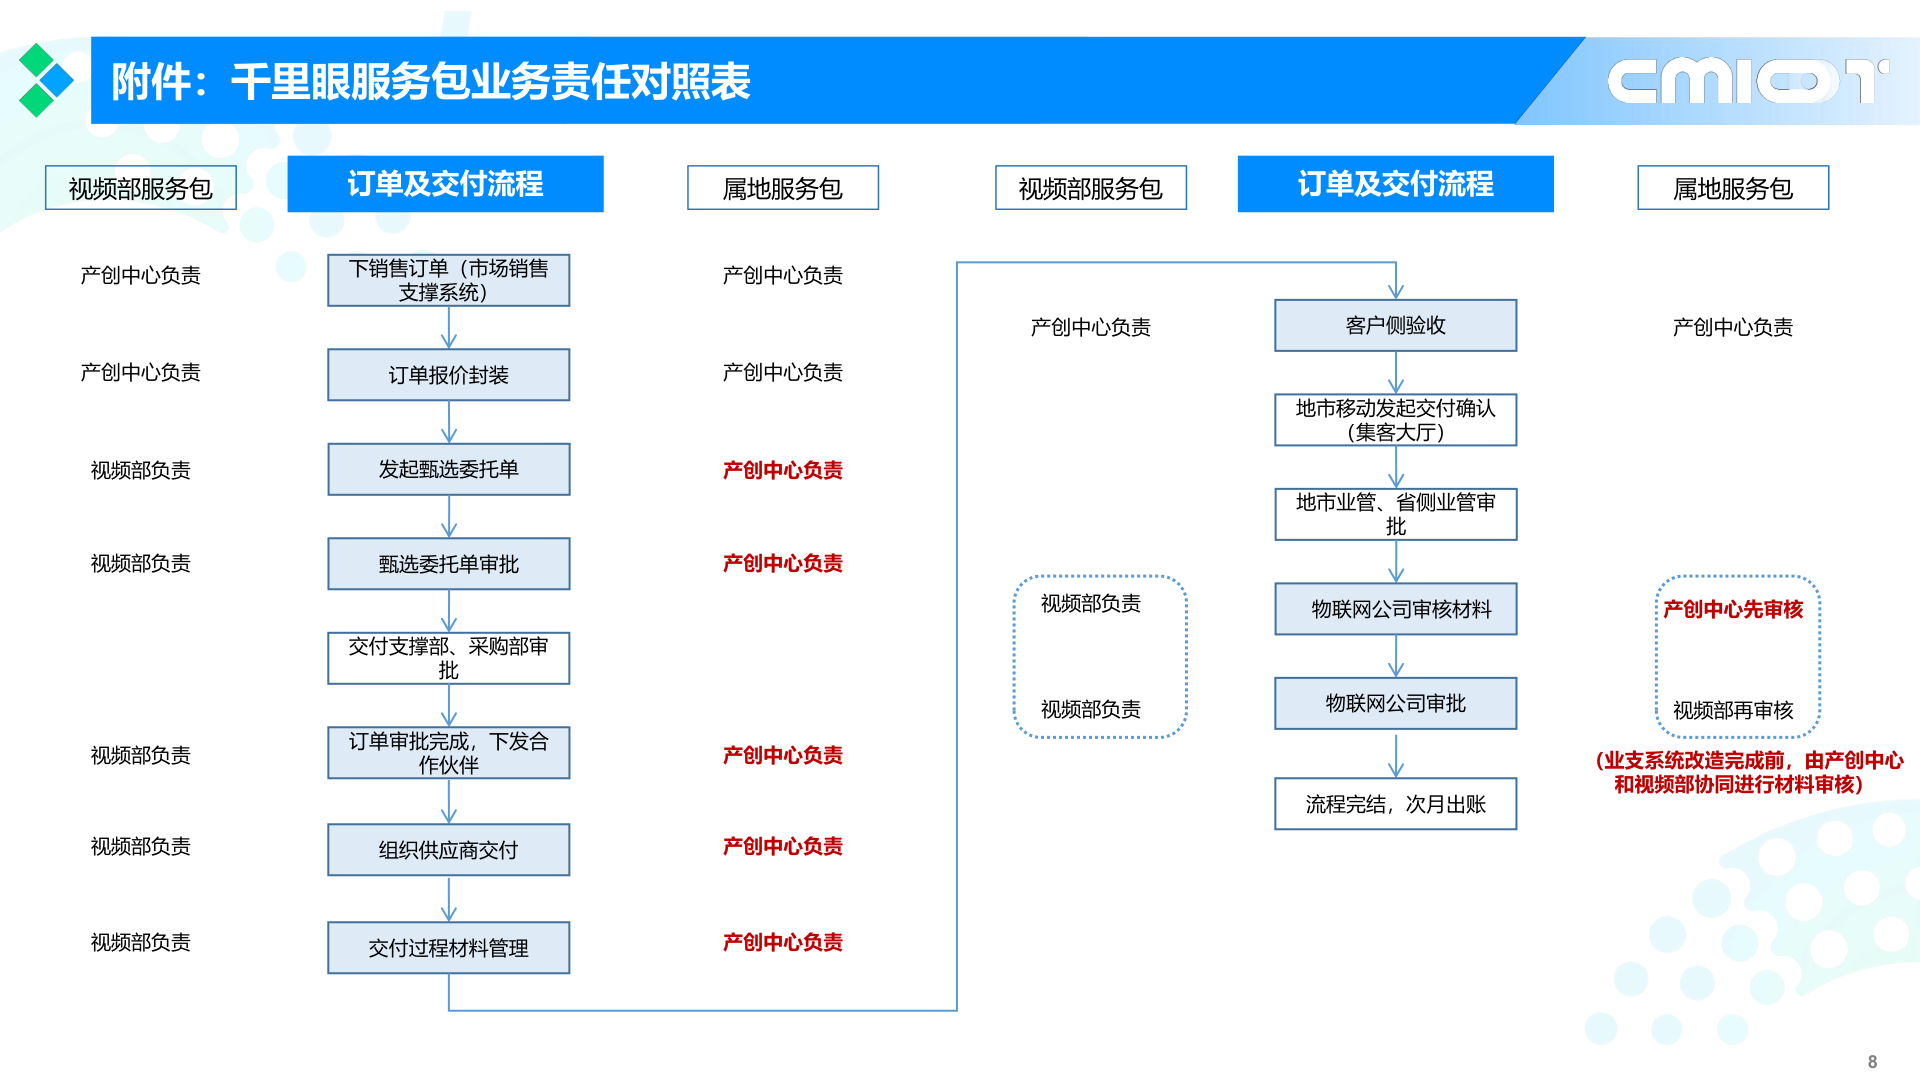 附件：千里眼服务包业务责任对照表
CMIOT
视频部服务包
订单及交付流程
属地服务包
产创中心负责
下销售订单（市场销售
支撑系统）
产创中心负责
产创中心负责
订单报价封装
产创中心负责
视频部负责
发起甄选委托单
产创中心负责
视频部负责
甄选委托单审批
产创中心负责
交付支撑部、采购部审
批
视频部负责
订单审批完成，下发合
作伙伴
产创中心负责
视频部负责
组织供应商交付
产创中心负责
视频部负责
交付过程材料管理
产创中心负责
视频部服务包
订单及交付流程
属地服务包
产创中心负责
客户侧验收
产创中心负责
地市移动发起交付确认
（集客大厅）
地市业管、省侧业管审
批
视频部负责
物联网公司审核材料
产创中心先审核
视频部负责
物联网公司审批
视频部再审核
（业支系统改造完成前，由产创中心
和视频部协同进行材料审核）
流程完结，次月出账
8